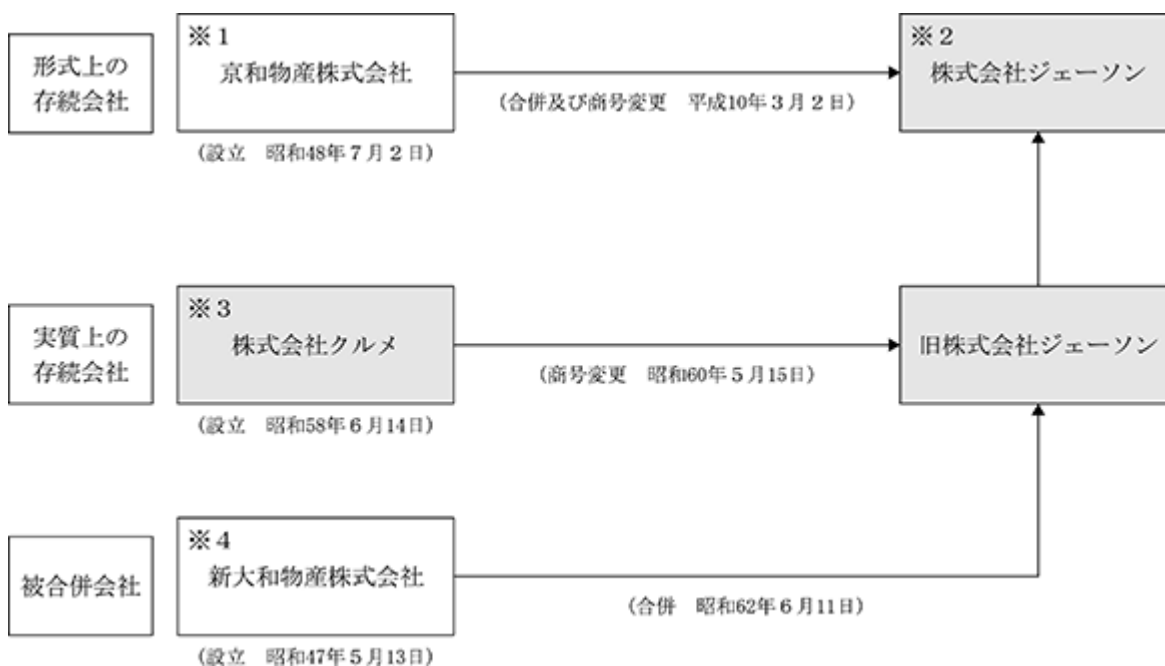 形式上の
存続会社
※1
京和物産株式会社
(設立　昭和48年7月2日)
(合併及び商号変更　平成10年3月2日)
※2
株式会社ジェーソン
実質上の
存続会社
※3
株式会社クルメ
(設立　昭和58年6月14日)
(商号変更　昭和60年5月15日)
旧株式会社ジェーソン
被合併会社
※4
新大和物産株式会社
(設立　昭和47年5月13日)
(合併　昭和62年6月11日)